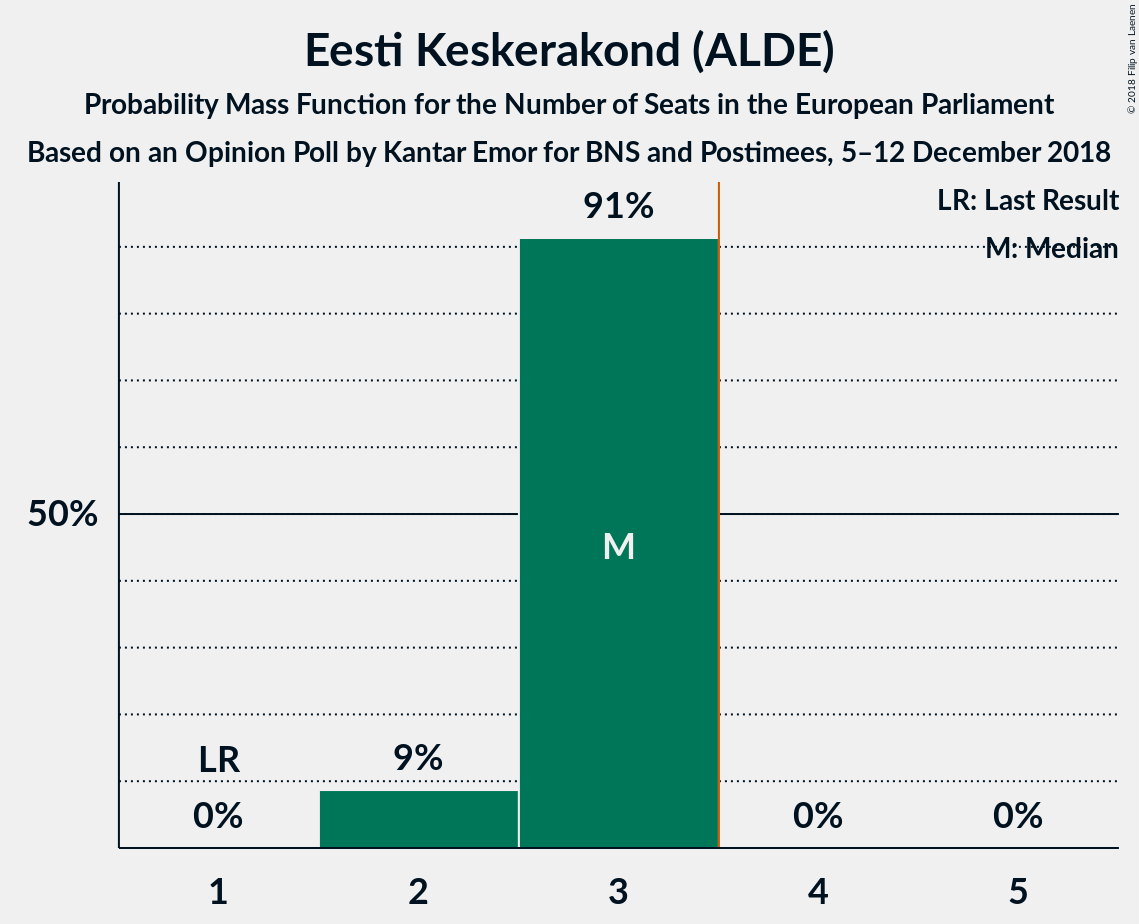 Eesti Keskerakond (ALDE)
Probability Mass Function for the Number of Seats in the European Parliament
Based on an Opinion Poll by Kantar Emor for BNS and Postimees, 5–12 December 2018
© 2018 Filip van Laenen
LR: Last Result
M: Median
91%
50%
M
LR
9%
0%
0%
0%
1
2
3
4
5